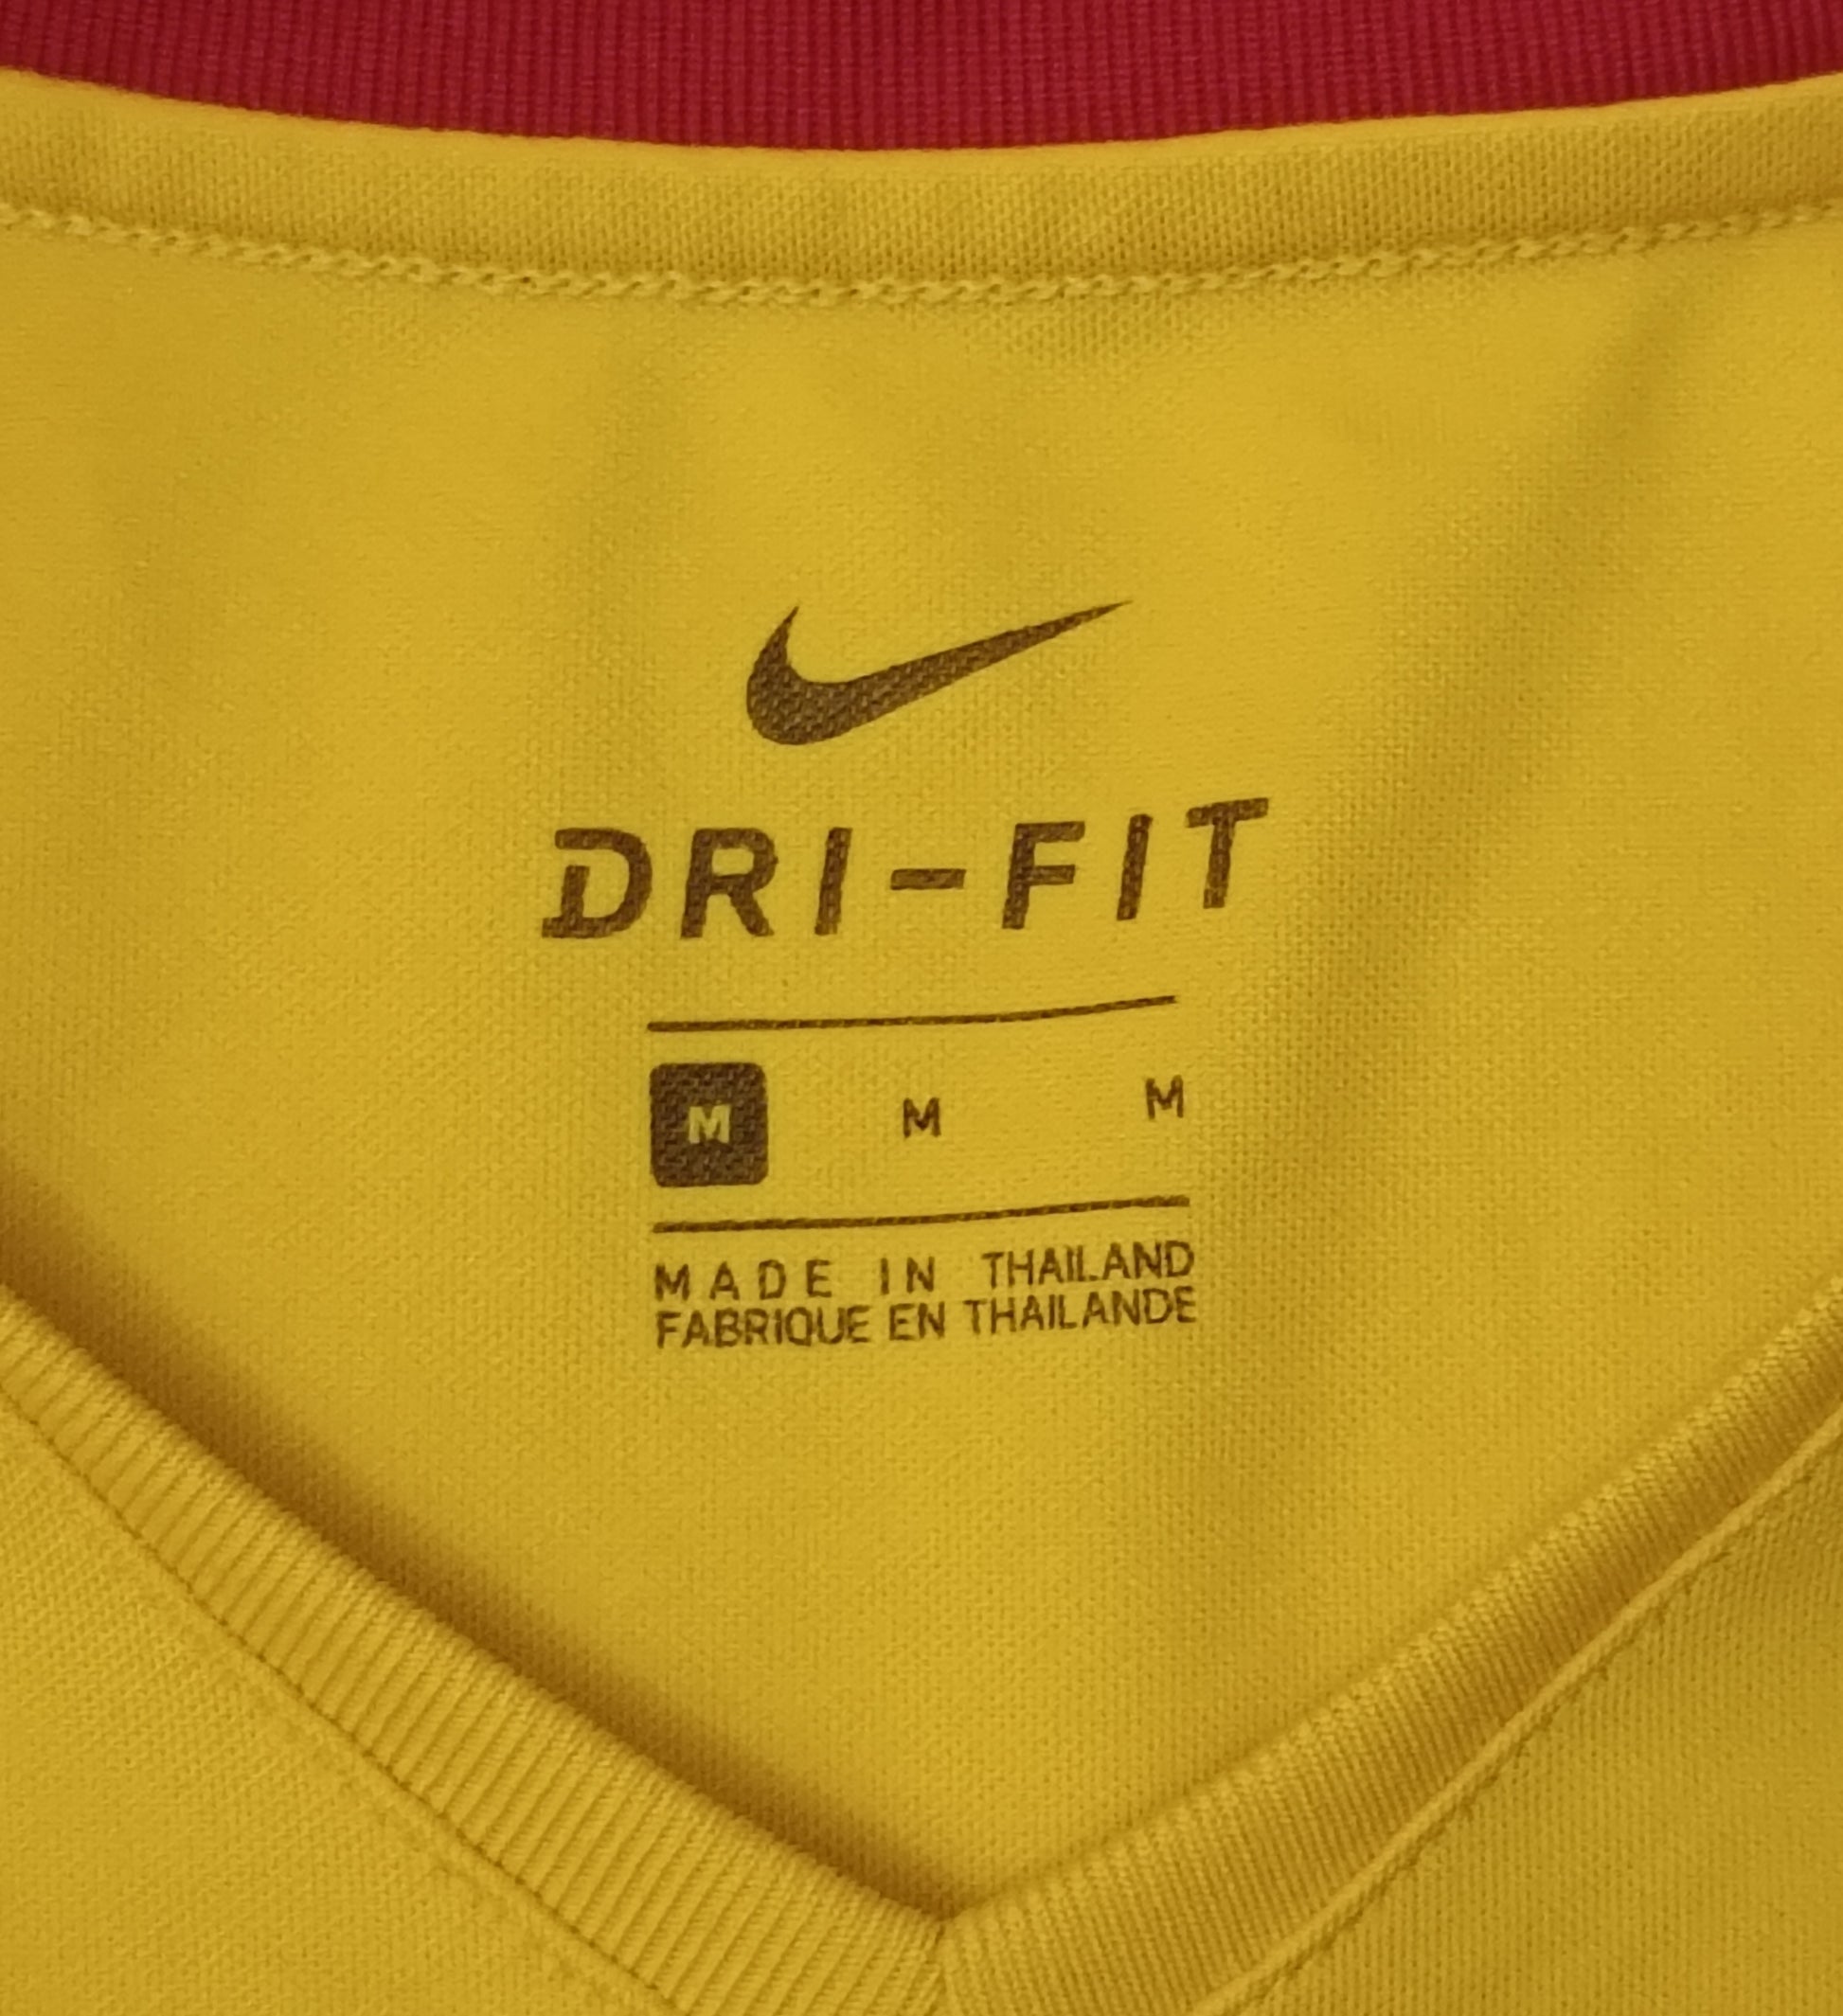 DRI-FIT
M M M
MADE IN THAILAND
FABRIQUE EN THAILANDE